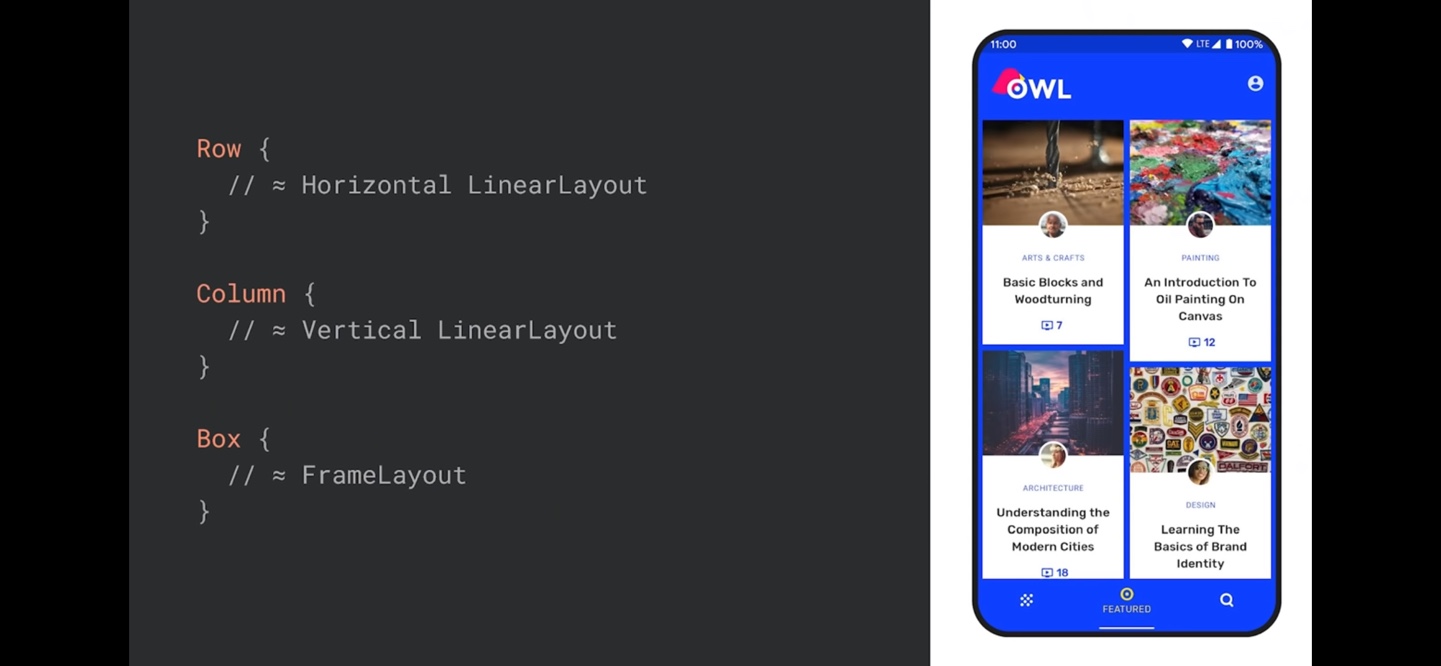 Row {
// ≈ Horizontal LinearLayout
}
Column {
// ≈ Vertical LinearLayout
}
Box {
// ≈ FrameLayout
}
11:00
LTE
100%
OWL
ARTS & CRAFTS
Basic Blocks and
Woodturning
7
PAINTING
An Introduction To
Oil Painting On
Canvas
12
ARCHITECTURE
Understanding the
Composition of
Modern Cities
18
DALFORT
DESIGN
Learning The
Basics of Brand
Identity
FEATURED